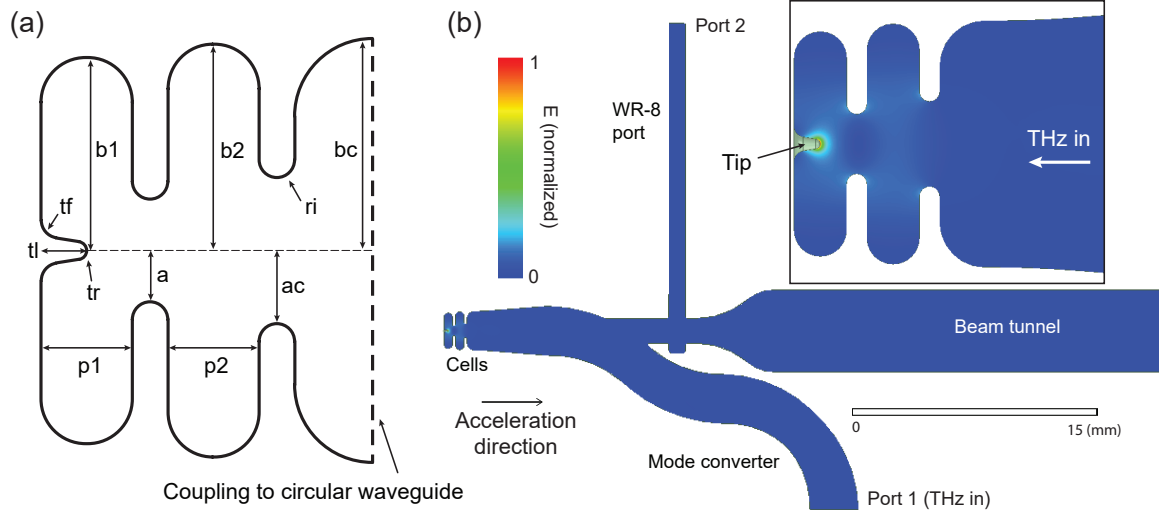 (a)
b1
b2
bc
tf
ri
tl
tr
a
ac
p1
p2
Coupling to circular waveguide
(b)
1
E (normalized)
0
Port 2
WR-8
port
Tip
THz in
Beam tunnel
Cells
Acceleration
direction
0
15 (mm)
Mode converter
Port 1 (THz in)